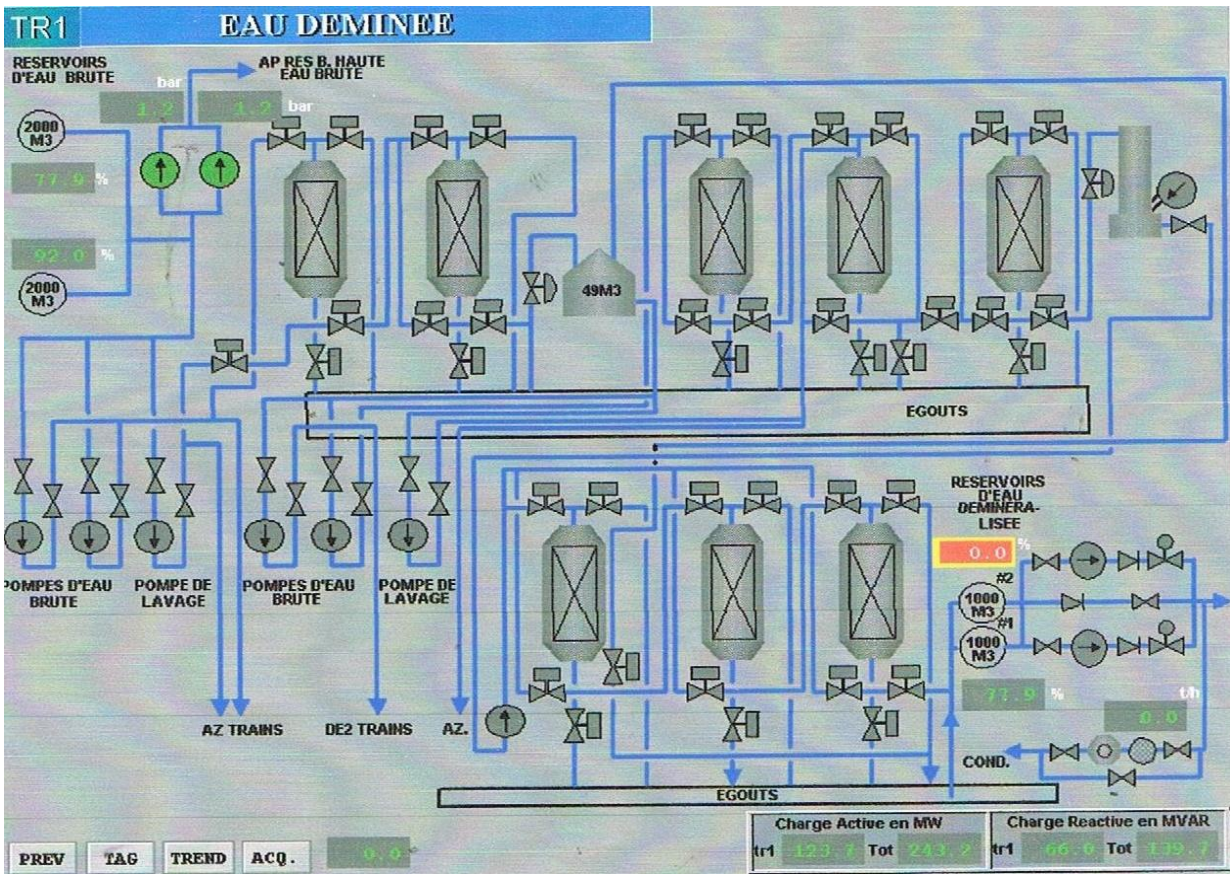 TR1
EAU DEMINEE
RESERVOIRS
D'EAU BRUTE
AP RES B. HAUTE
EAU BRUTE
bar
1.2
1.2
bar
2000
M3
77.9 %
92.0 %
2000
M3
49M3
EGOUTS
POMPES D'EAU
BRUTE
POMPE DE
LAVAGE
POMPES D'EAU
BRUTE
POMPE DE
LAVAGE
RESERVOIRS
D'EAU
DEMINERA-
LISEE
0.0 %
#2
1000
M3
#1
1000
M3
77.9 %
t/h
0.0
COND.
AZ TRAINS
DE2 TRAINS
AZ.
EGOUTS
Charge Active en MW
tr1 123.7 Tot 243.2
Charge Reactive en MVAR
tr1 66.0 Tot 139.7
PREV
TAG
TREND
ACQ.
0.0